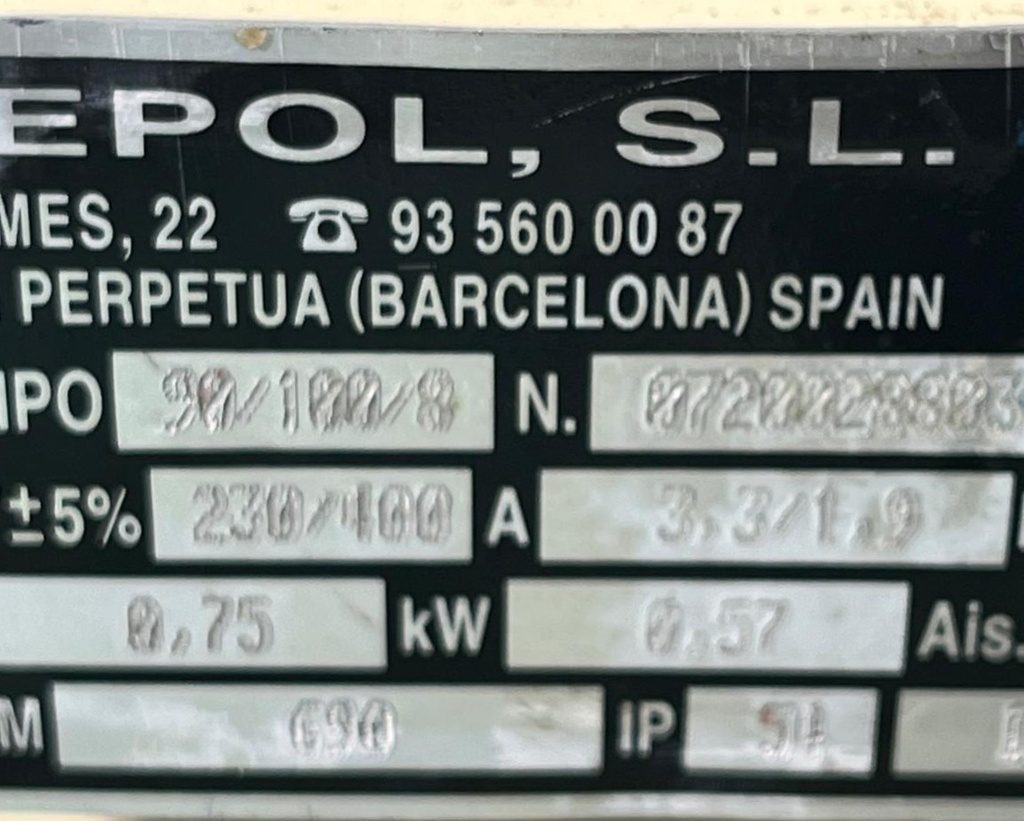 EPOL, S.L.
MES, 22 ☎ 93 560 00 87
PERPETUA (BARCELONA) SPAIN
IPO 90/100/8 N. 0720028803
±5% 230/400 A 3,3/1,9
0,75 kW 0,57 Ais.
M 690 IP